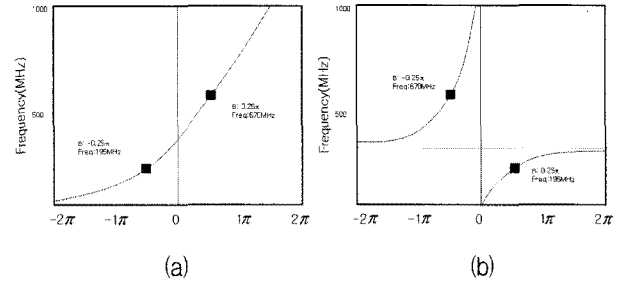 1000
500
Frequency(MHz)
B: 0.25π
Freq:670MHz
B: -0.25π
Freq:195MHz
-2π -1π 0 1π 2π
(a)
1000
500
Frequency(MHz)
B: -0.25π
Freq:670MHz
B: 0.25π
Freq:195MHz
-2π -1π 0 1π 2π
(b)